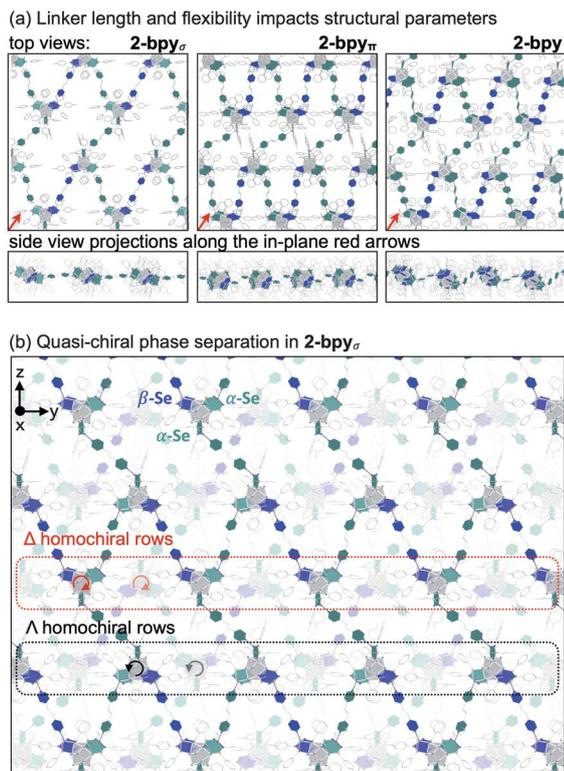 (a) Linker length and flexibility impacts structural parameters
top views: 2-bpyσ 2-bpyπ 2-bpy
side view projections along the in-plane red arrows
(b) Quasi-chiral phase separation in 2-bpyσ
z
β-Se α-Se
y
x
α-Se
Δ homochiral rows
Λ homochiral rows